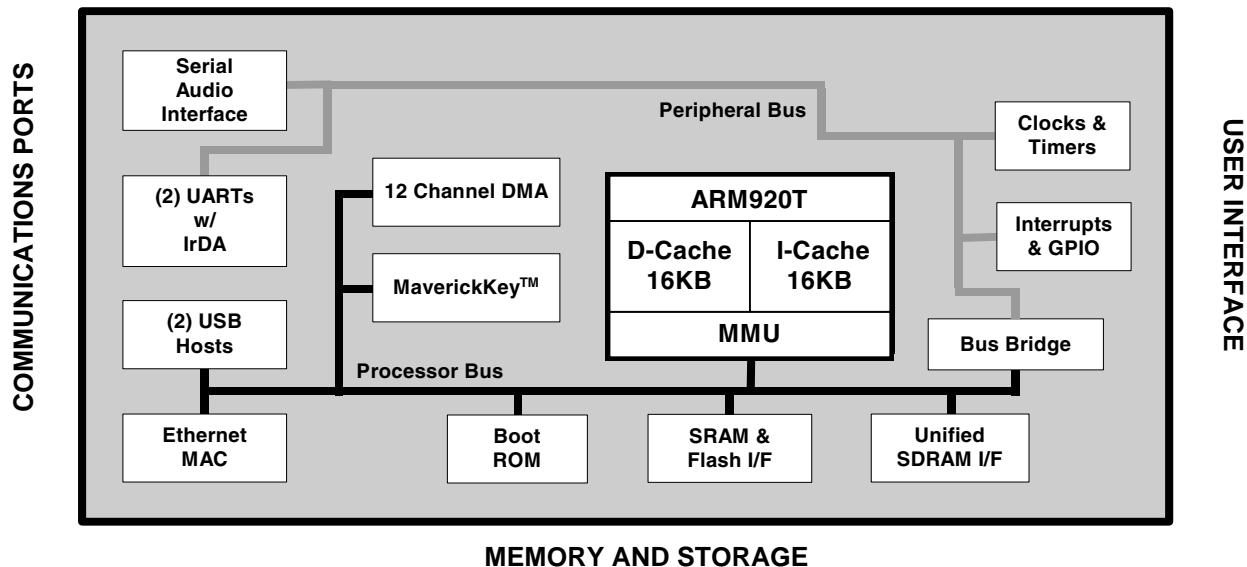 COMMUNICATIONS PORTS
Serial
Audio
Interface
Peripheral Bus
Clocks &
Timers
(2) UARTs
w/
IrDA
12 Channel DMA
ARM920T
D-Cache
16KB
I-Cache
16KB
MMU
Interrupts
& GPIO
MaverickKey™
(2) USB
Hosts
Bus Bridge
Processor Bus
Ethernet
MAC
Boot
ROM
SRAM &
Flash I/F
Unified
SDRAM I/F
USER INTERFACE
MEMORY AND STORAGE